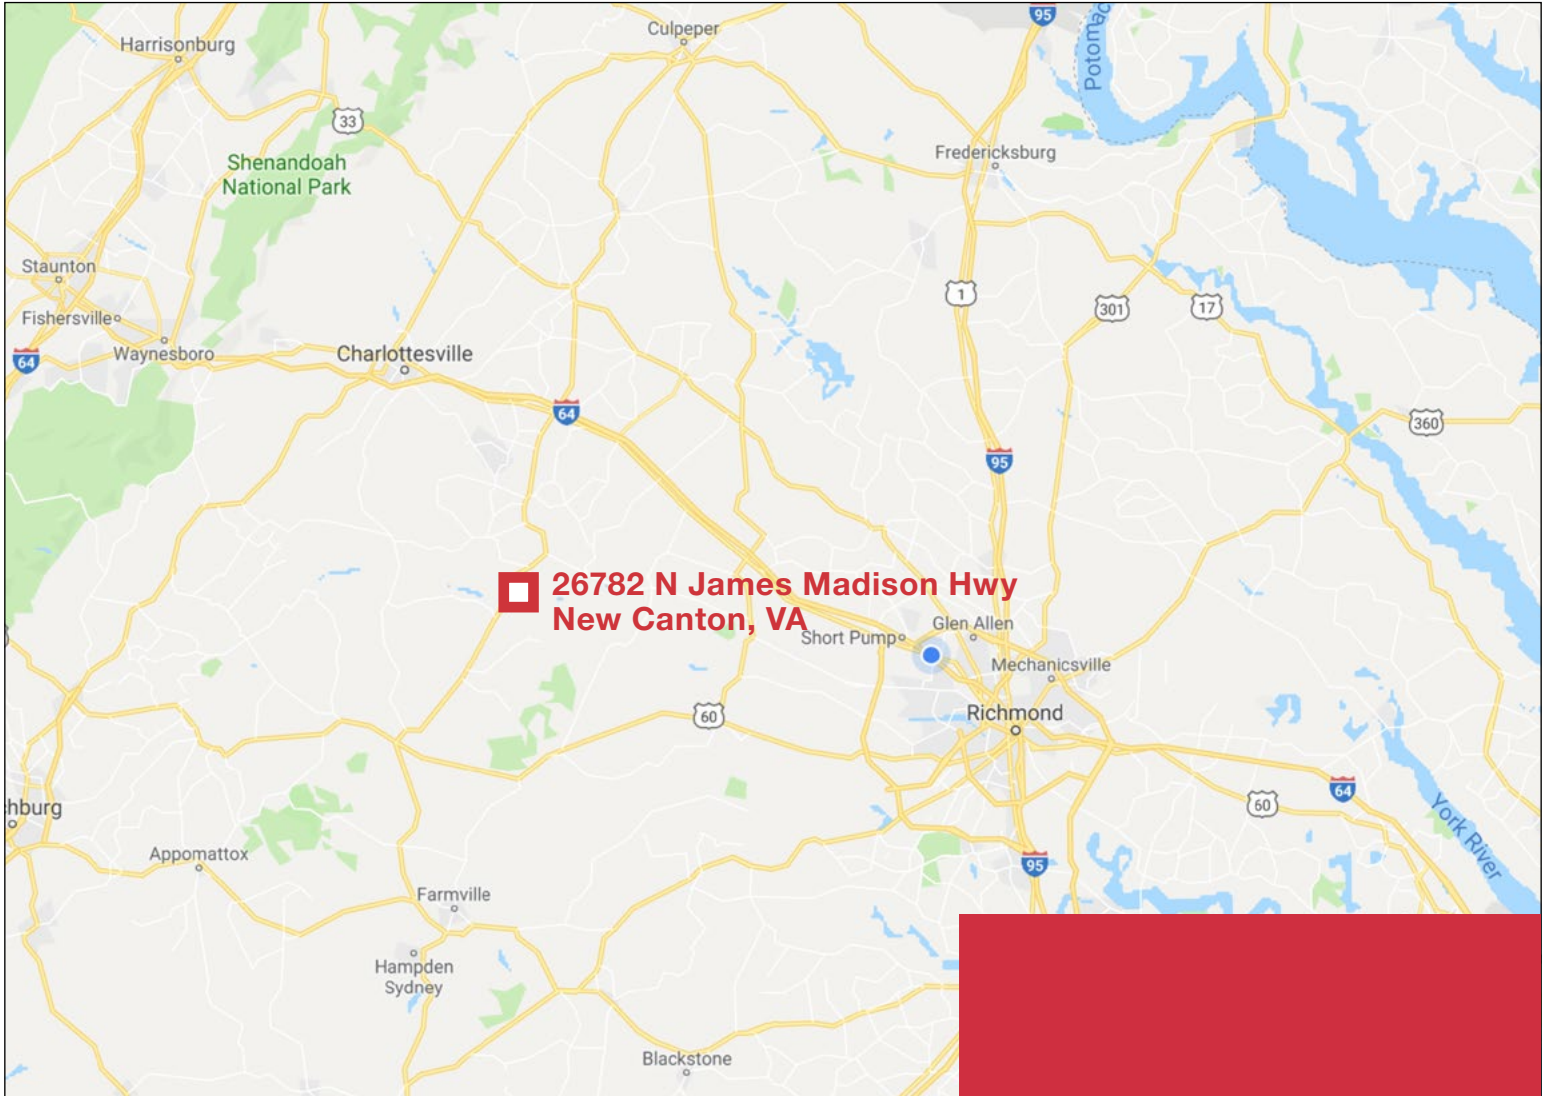 95
Potomac
Culpeper
Harrisonburg
33
Fredericksburg
Shenandoah
National Park
Staunton
1
301
17
Fishersville
64
Waynesboro
Charlottesville
64
360
95
26782 N James Madison Hwy
New Canton, VA
Short Pump
Glen Allen
Mechanicsville
60
Richmond
64
60
hburg
York River
Appomattox
95
Farmville
Hampden
Sydney
Blackstone